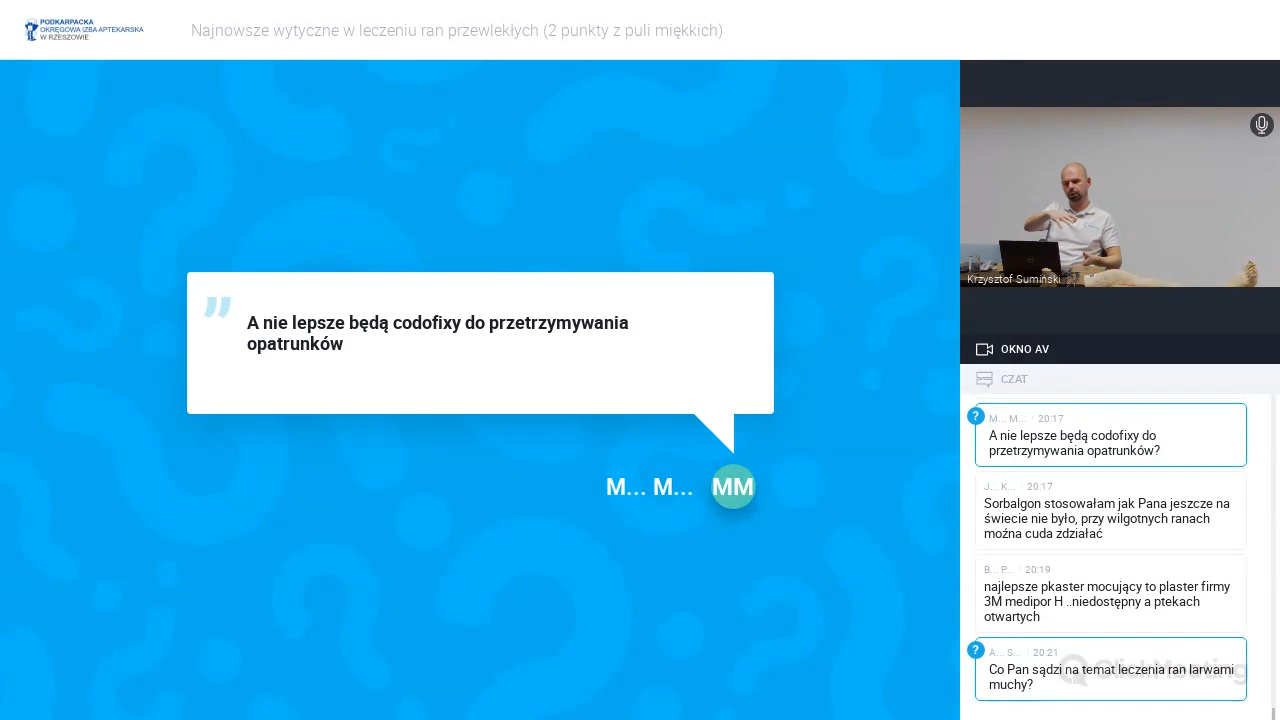 PODKARPACKA
OKRĘGOWA IZBA APTEKARSKA
W RZESZOWIE
Najnowsze wytyczne w leczeniu ran przewlekłych (2 punkty z puli miękkich)
A nie lepsze będą codofixy do przetrzymywania
opatrunków
M... M...
MM
Krzysztof Sumiński
OKNO AV
CZAT
?
M... M... 20:17
A nie lepsze będą codofixy do
przetrzymywania opatrunków?
J... K... 20:17
Sorbalgon stosowałam jak Pana jeszcze na
świecie nie było, przy wilgotnych ranach
można cuda zdziałać
B... P... 20:19
najlepsze pkaster mocujący to plaster firmy
3M medipor H ..niedostępny a ptekach
otwartych
?
A... S... 20:21
Co Pan sądzi na temat leczenia ran larwami
muchy?
ClickMeeting